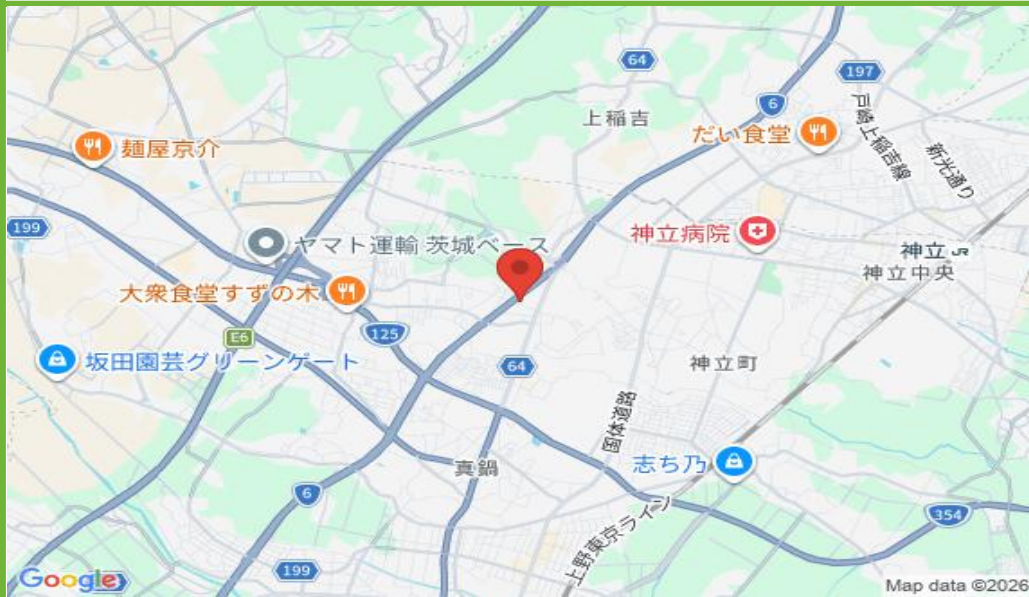 64
197
6
上稲吉
だい食堂
戸崎上稲吉線
新光通り
麺屋京介
199
ヤマト運輸 茨城ベース
神立病院
神立 JR
神立中央
大衆食堂すずの木
E6
125
坂田園芸グリーンゲート
64
神立町
国体道路
真鍋
志ち乃
6
354
上野東京ライン
199
Google
Map data ©2026